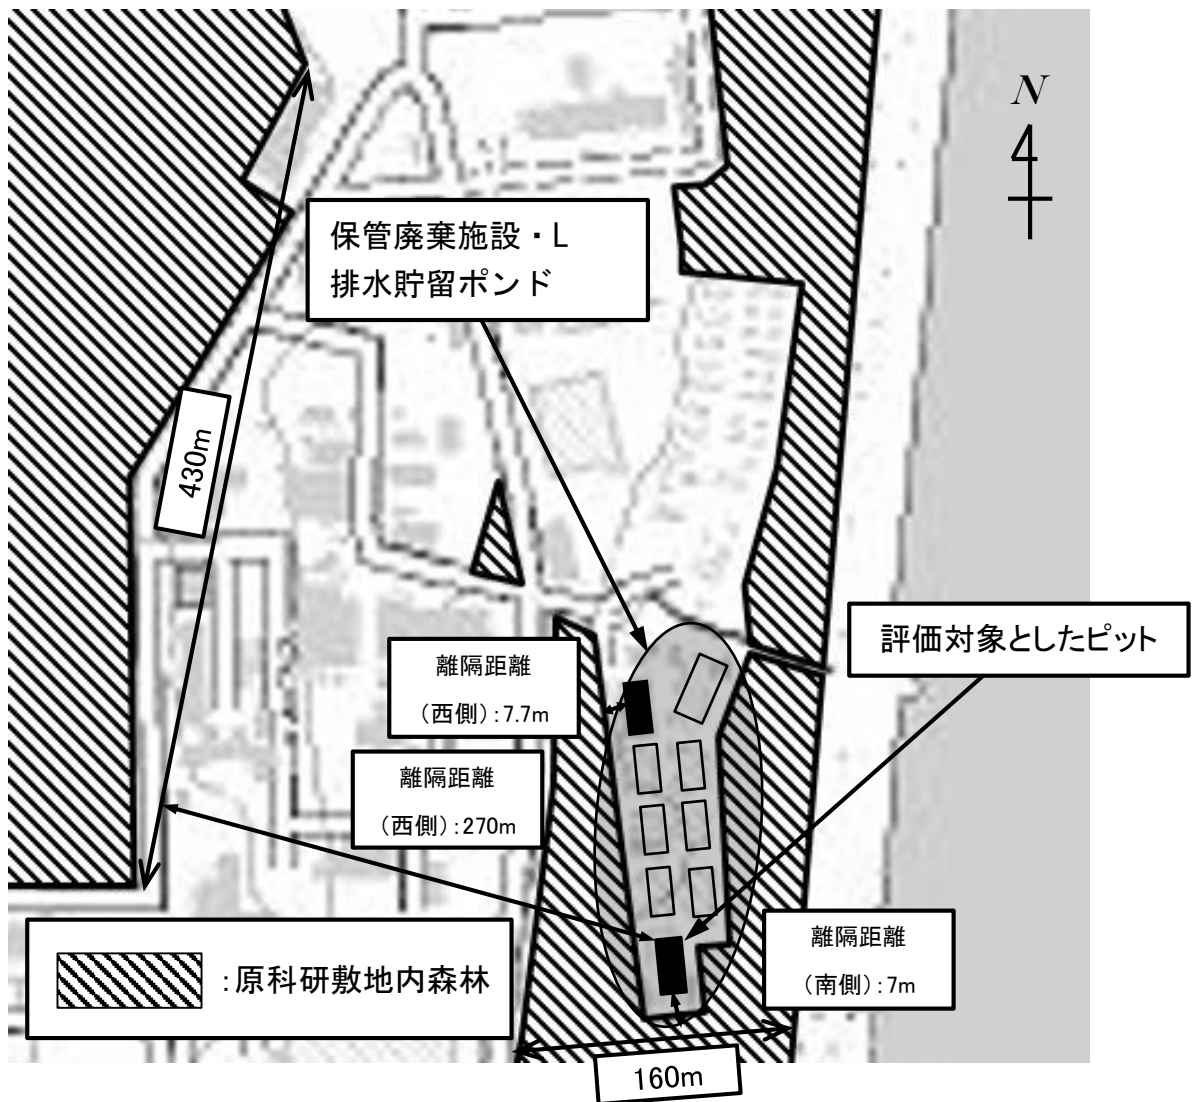 N
保管廃棄施設・L
排水貯留ポンド
430m
評価対象としたピット
離隔距離
(西側):7.7m
離隔距離
(西側):270m
離隔距離
(南側):7m
:原科研敷地内森林
160m